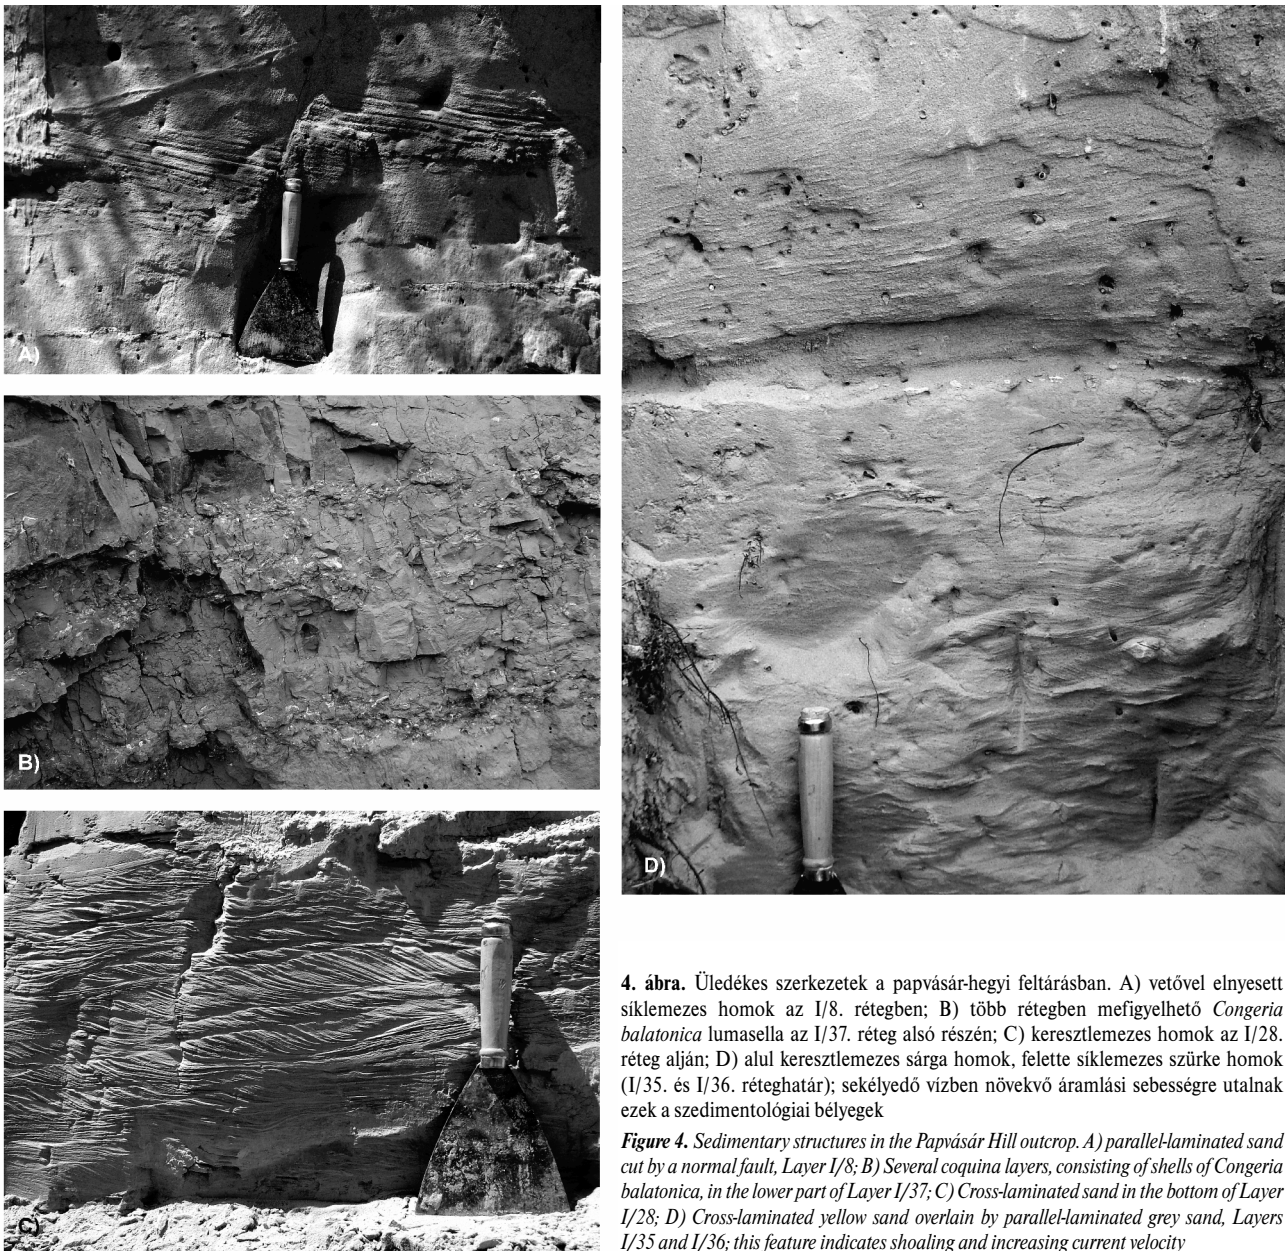 A)
B)
C)
D)
4. ábra. Üledékes szerkezetek a papvásár-hegyi feltárásban. A) vetővel elnyesett
síklemezes homok az I/8. rétegben; B) több rétegben mefigyelhető Congeria
balatonica lumasella az I/37. réteg alsó részén; C) keresztlemezes homok az I/28.
réteg alján; D) alul keresztlemezes sárga homok, felette síklemezes szürke homok
(I/35. és I/36. réteghatár); sekélyedő vízben növekvő áramlási sebességre utalnak
ezek a szedimentológiai bélyegek
Figure 4. Sedimentary structures in the Papvásár Hill outcrop. A) parallel-laminated sand
cut by a normal fault, Layer I/8; B) Several coquina layers, consisting of shells of Congeria
balatonica, in the lower part of Layer I/37; C) Cross-laminated sand in the bottom of Layer
I/28; D) Cross-laminated yellow sand overlain by parallel-laminated grey sand, Layers
I/35 and I/36; this feature indicates shoaling and increasing current velocity